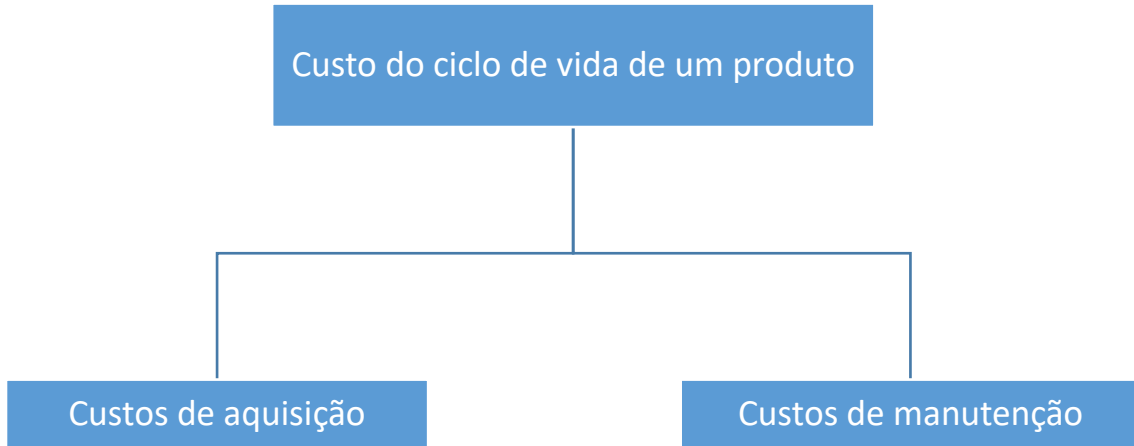 Custo do ciclo de vida de um produto
Custos de aquisição
Custos de manutenção